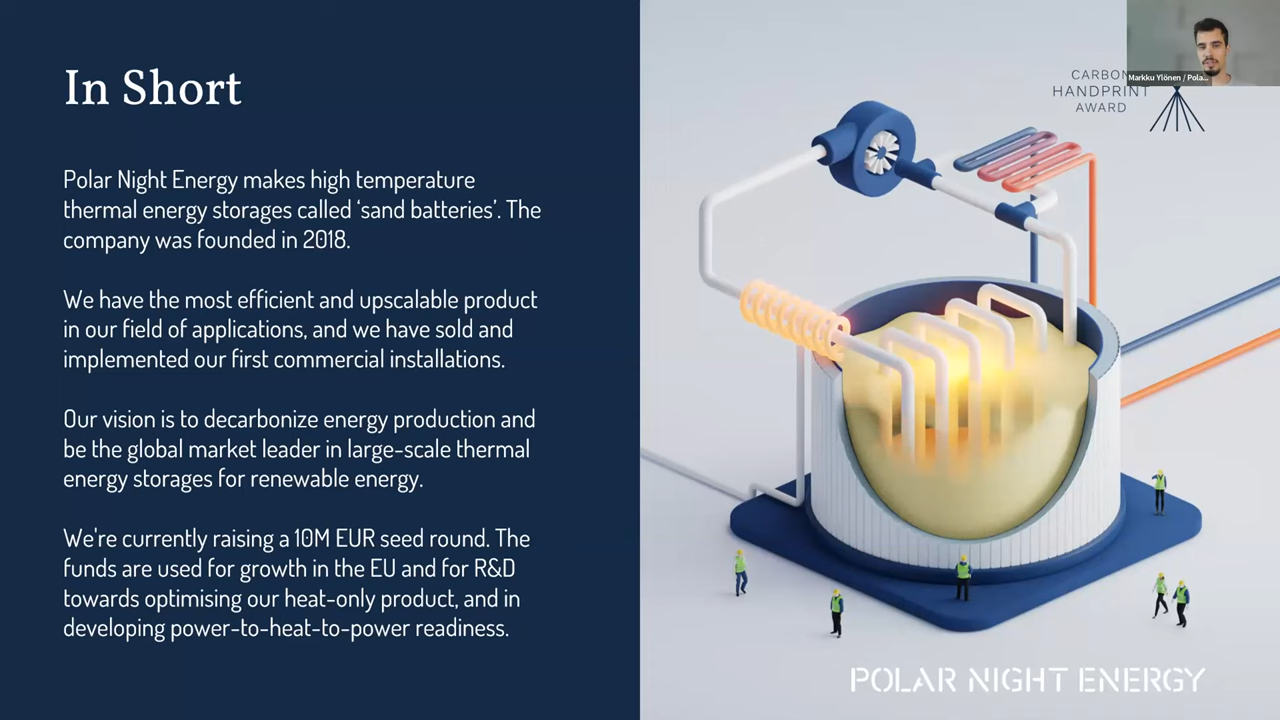 In Short
Polar Night Energy makes high temperature
thermal energy storages called ‘sand batteries’. The
company was founded in 2018.
We have the most efficient and upscalable product
in our field of applications, and we have sold and
implemented our first commercial installations.
Our vision is to decarbonize energy production and
be the global market leader in large-scale thermal
energy storages for renewable energy.
We're currently raising a 10M EUR seed round. The
funds are used for growth in the EU and for R&D
towards optimising our heat-only product, and in
developing power-to-heat-to-power readiness.
CARBON
HANDPRINT
AWARD
Markku Ylönen / Pola...
POLAR NIGHT ENERGY